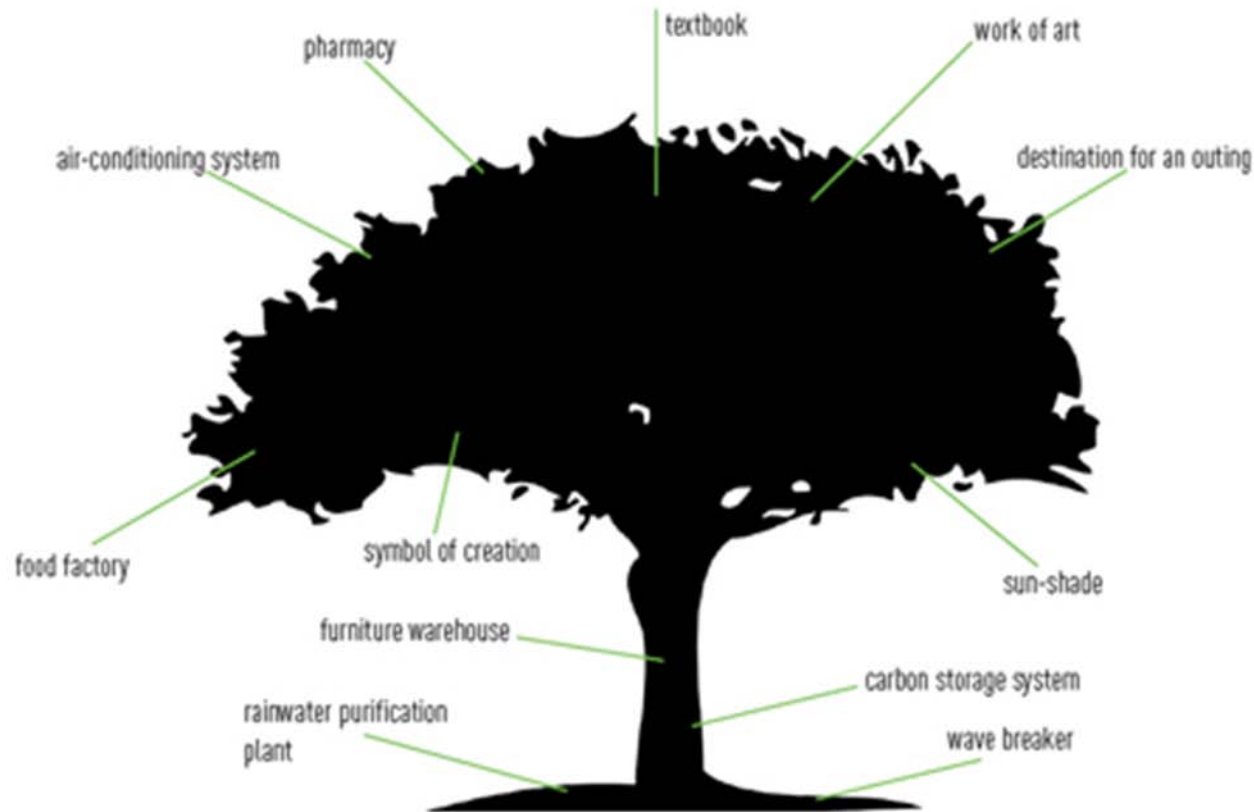 textbook
work of art
pharmacy
air-conditioning system
destination for an outing
symbol of creation
food factory
sun-shade
furniture warehouse
carbon storage system
rainwater purification
plant
wave breaker